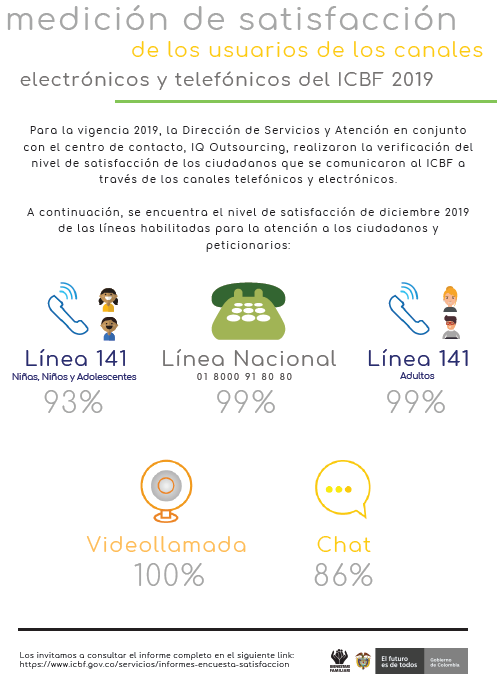 medición de satisfacción
de los usuarios de los canales
electrónicos y telefónicos del ICBF 2019
Para la vigencia 2019, la Dirección de Servicios y Atención en conjunto
con el centro de contacto, IQ Outsourcing, realizaron la verificación del
nivel de satisfacción de los ciudadanos que se comunicaron al ICBF a
través de los canales telefónicos y electrónicos.
A continuación, se encuentra el nivel de satisfacción de diciembre 2019
de las líneas habilitadas para la atención a los ciudadanos y
peticionarios:
Línea 141
Niñas, Niños y Adolescentes
93%
Línea Nacional
01 8000 91 80 80
99%
Línea 141
Adultos
99%
Videollamada
100%
Chat
86%
Los invitamos a consultar el informe completo en el siguiente link:
https://www.icbf.gov.co/servicios/informes-encuesta-satisfaccion
BIENESTAR
FAMILIAR
El futuro
es de todos
Gobierno
de Colombia